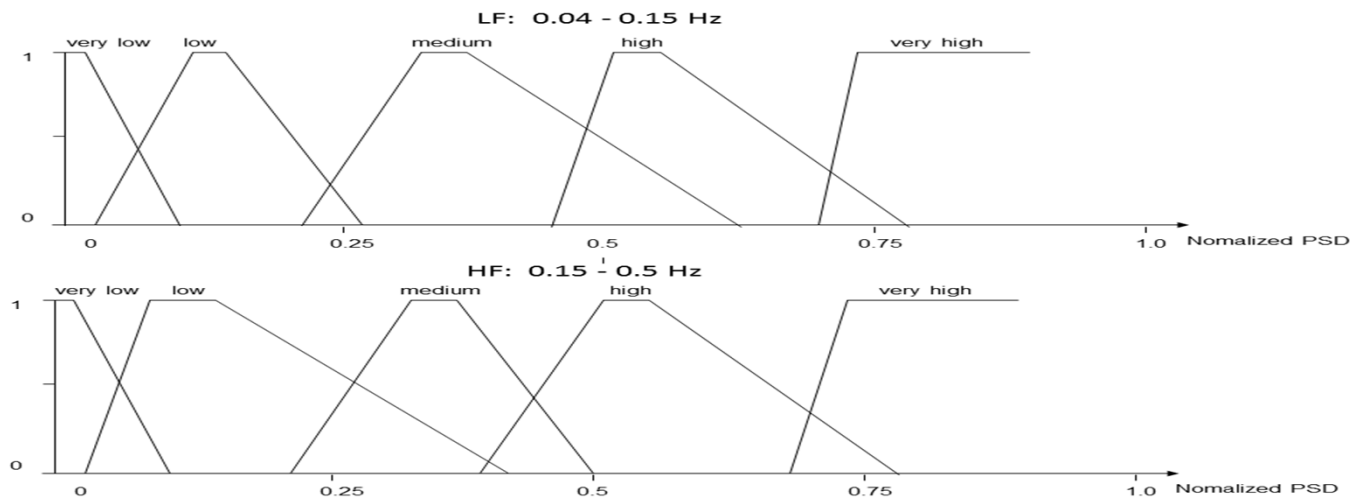 LF: 0.04 - 0.15 Hz
very low low medium high very high
1
0
0 0.25 0.5 0.75 1.0 Nomalized PSD
HF: 0.15 - 0.5 Hz
very low low medium high very high
1
0
0 0.25 0.5 0.75 1.0 Nomalized PSD